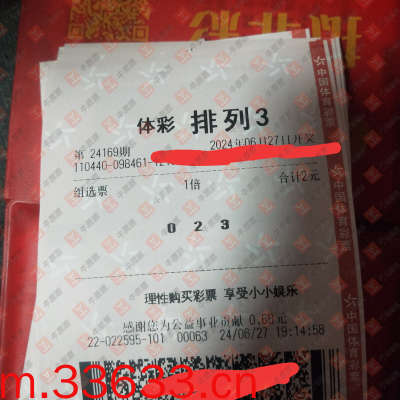 体彩 排列3
第 24169期
2024年06月27日开奖
110440-098461-
组选票 1倍 合计2元
0 2 3
理性购买彩票 享受小小娱乐
感谢您为公益事业贡献 0.68元
22-022595-101 00063 24/06/27 19:14:58
中国体育彩票
m.33633.cn